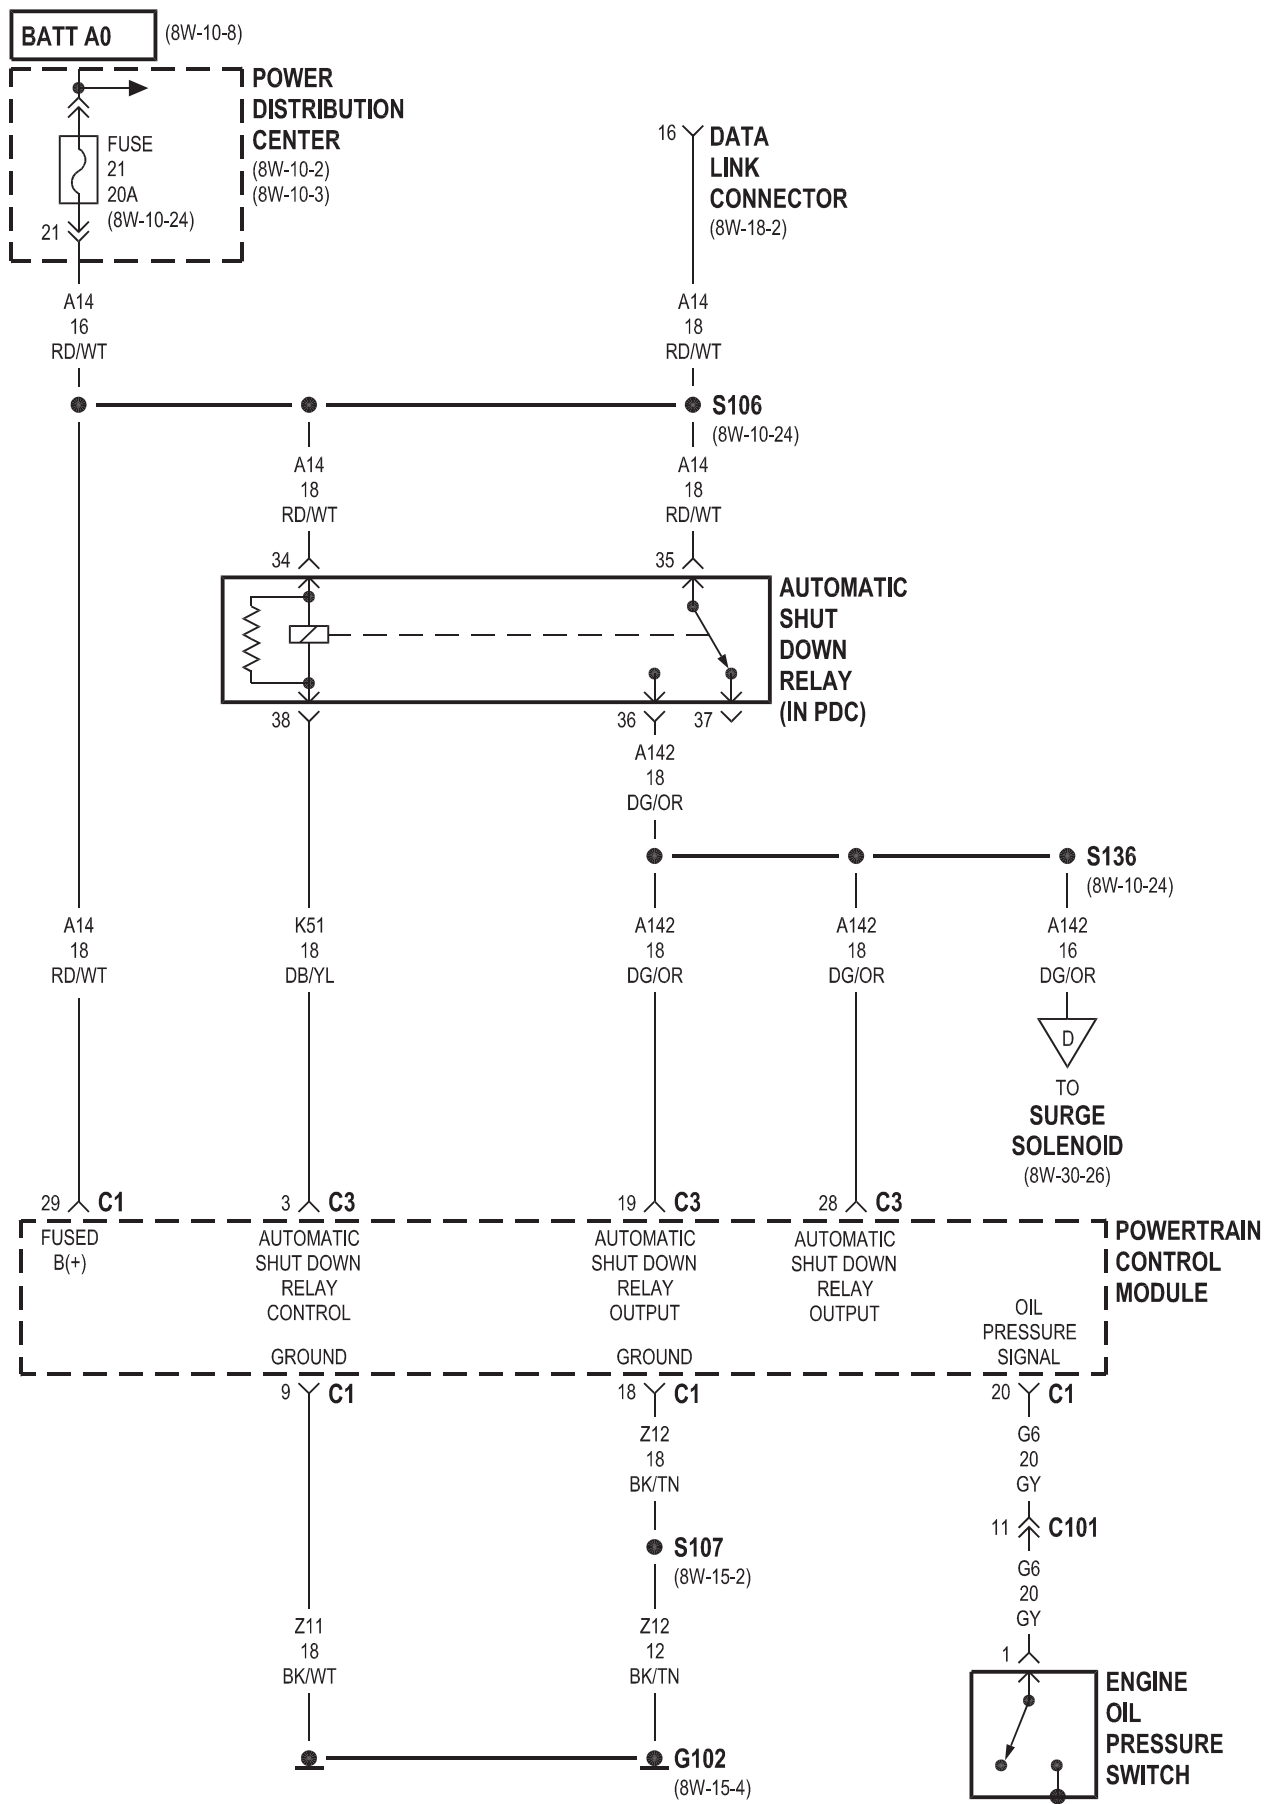 BATT A0
(8W-10-8)
POWER
DISTRIBUTION
CENTER
(8W-10-2)
(8W-10-3)
FUSE
21
20A
(8W-10-24)
21
16
DATA
LINK
CONNECTOR
(8W-18-2)
A14
16
RD/WT
A14
18
RD/WT
S106
(8W-10-24)
A14
18
RD/WT
A14
18
RD/WT
34
35
AUTOMATIC
SHUT
DOWN
RELAY
(IN PDC)
38
36
37
A142
18
DG/OR
S136
(8W-10-24)
A14
18
RD/WT
K51
18
DB/YL
A142
18
DG/OR
A142
18
DG/OR
A142
16
DG/OR
D
TO
SURGE
SOLENOID
(8W-30-26)
29 C1
3 C3
19 C3
28 C3
FUSED
B(+)
AUTOMATIC
SHUT DOWN
RELAY
CONTROL
AUTOMATIC
SHUT DOWN
RELAY
OUTPUT
AUTOMATIC
SHUT DOWN
RELAY
OUTPUT
POWERTRAIN
CONTROL
MODULE
OIL
PRESSURE
SIGNAL
GROUND
GROUND
9 C1
18 C1
20 C1
Z12
18
BK/TN
G6
20
GY
S107
(8W-15-2)
11 C101
G6
20
GY
Z11
18
BK/WT
Z12
12
BK/TN
1
ENGINE
OIL
PRESSURE
SWITCH
G102
(8W-15-4)